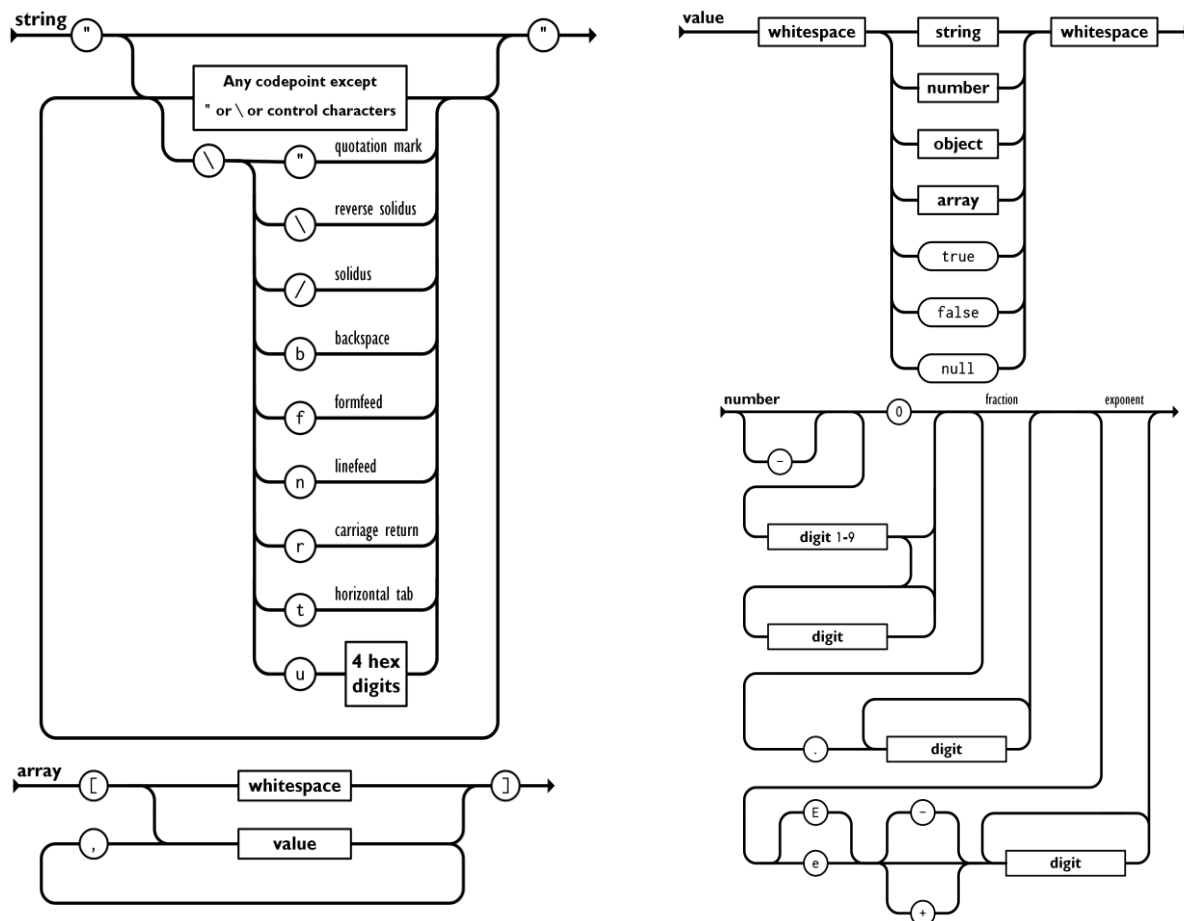 string
" "
Any codepoint except
" or \ or control characters
\ " quotation mark
\ reverse solidus
/ solidus
b backspace
f formfeed
n linefeed
r carriage return
t horizontal tab
u 4 hex
digits
array
[ whitespace ]
, value
value
whitespace string whitespace
number
object
array
true
false
null
number 0 fraction exponent
-
digit 1-9
digit
. digit
E -
e digit
+